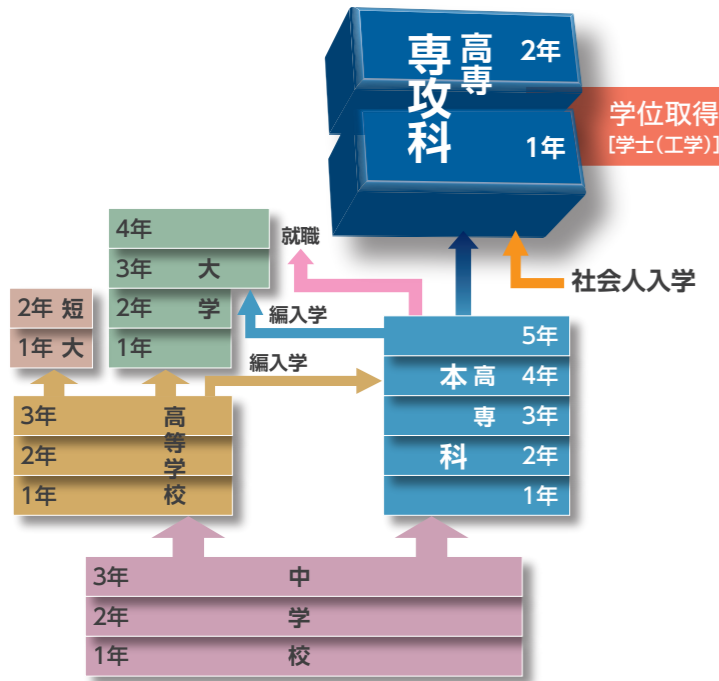 高専
専攻科
2年
1年
学位取得
[学士(工学)]
社会人入学
就職
編入学
編入学
4年
3年 大
2年 学
1年
2年 短
1年 大
5年
本 高 4年
専 3年
科 2年
1年
3年 高
2年 等学
1年 校
3年 中
2年 学
1年 校